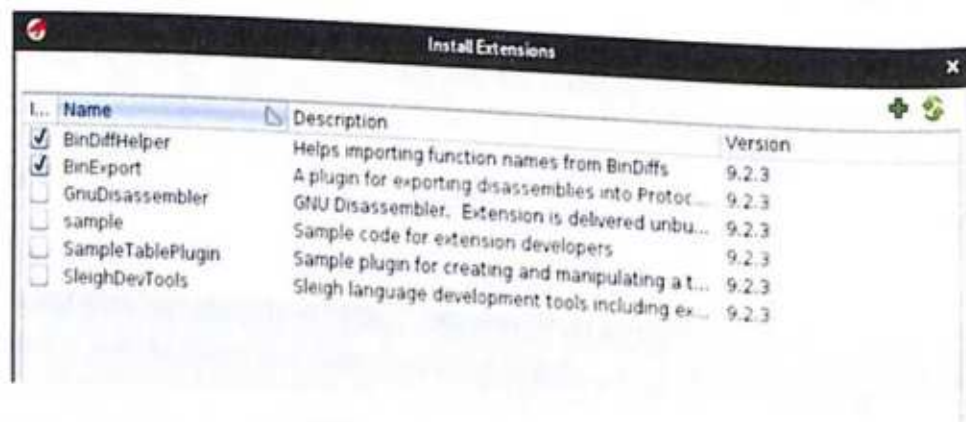 Install Extensions
I... Name Description Version
BinDiffHelper Helps importing function names from BinDiffs 9.2.3
BinExport A plugin for exporting disassemblies into Protoc... 9.2.3
GnuDisassembler GNU Disassembler. Extension is delivered unbu... 9.2.3
sample Sample code for extension developers 9.2.3
SampleTablePlugin Sample plugin for creating and manipulating a t... 9.2.3
SleighDevTools Sleigh language development tools including ex... 9.2.3